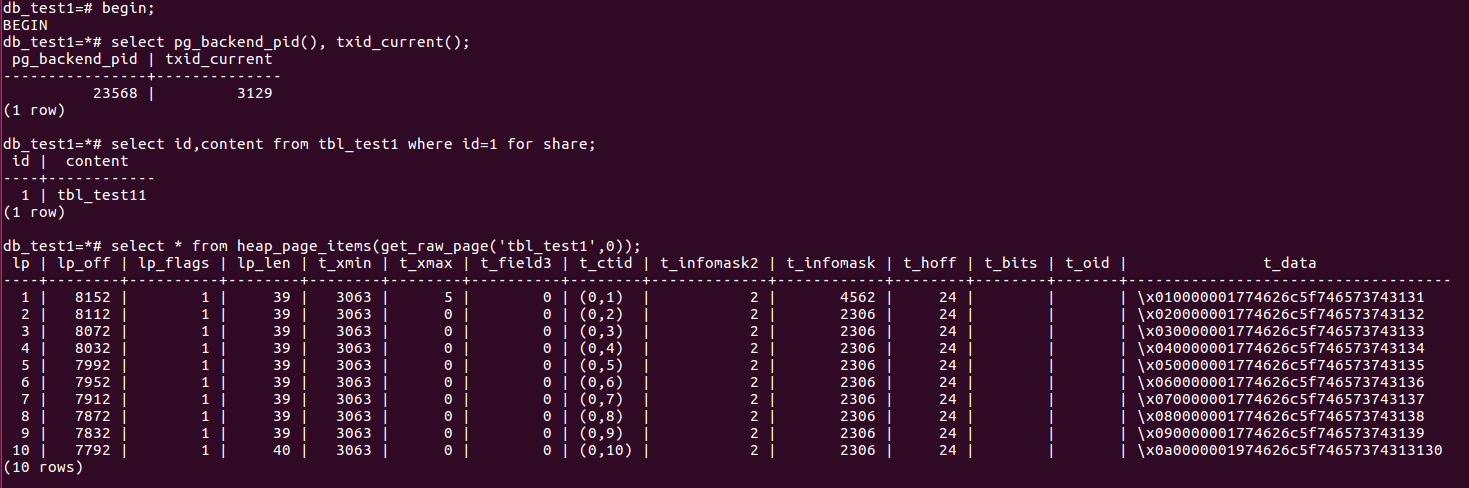 db_test1=# begin;
BEGIN
db_test1=*# select pg_backend_pid(), txid_current();
 pg_backend_pid | txid_current
----------------+--------------
          23568 |         3129
(1 row)

db_test1=*# select id,content from tbl_test1 where id=1 for share;
 id |  content
----+------------
  1 | tbl_test11
(1 row)

db_test1=*# select * from heap_page_items(get_raw_page('tbl_test1',0));
 lp | lp_off | lp_flags | lp_len | t_xmin | t_xmax | t_field3 | t_ctid | t_infomask2 | t_infomask | t_hoff | t_bits | t_oid |               t_data
----+--------+----------+--------+--------+--------+----------+--------+-------------+------------+--------+--------+-------+------------------------------------
  1 |   8152 |        1 |     39 |   3063 |      5 |        0 | (0,1)  |           2 |       4562 |     24 |        |       | \x010000001774626c5f746573743131
  2 |   8112 |        1 |     39 |   3063 |      0 |        0 | (0,2)  |           2 |       2306 |     24 |        |       | \x020000001774626c5f746573743132
  3 |   8072 |        1 |     39 |   3063 |      0 |        0 | (0,3)  |           2 |       2306 |     24 |        |       | \x030000001774626c5f746573743133
  4 |   8032 |        1 |     39 |   3063 |      0 |        0 | (0,4)  |           2 |       2306 |     24 |        |       | \x040000001774626c5f746573743134
  5 |   7992 |        1 |     39 |   3063 |      0 |        0 | (0,5)  |           2 |       2306 |     24 |        |       | \x050000001774626c5f746573743135
  6 |   7952 |        1 |     39 |   3063 |      0 |        0 | (0,6)  |           2 |       2306 |     24 |        |       | \x060000001774626c5f746573743136
  7 |   7912 |        1 |     39 |   3063 |      0 |        0 | (0,7)  |           2 |       2306 |     24 |        |       | \x070000001774626c5f746573743137
  8 |   7872 |        1 |     39 |   3063 |      0 |        0 | (0,8)  |           2 |       2306 |     24 |        |       | \x080000001774626c5f746573743138
  9 |   7832 |        1 |     39 |   3063 |      0 |        0 | (0,9)  |           2 |       2306 |     24 |        |       | \x090000001774626c5f746573743139
 10 |   7792 |        1 |     40 |   3063 |      0 |        0 | (0,10) |           2 |       2306 |     24 |        |       | \x0a0000001974626c5f74657374313130
(10 rows)